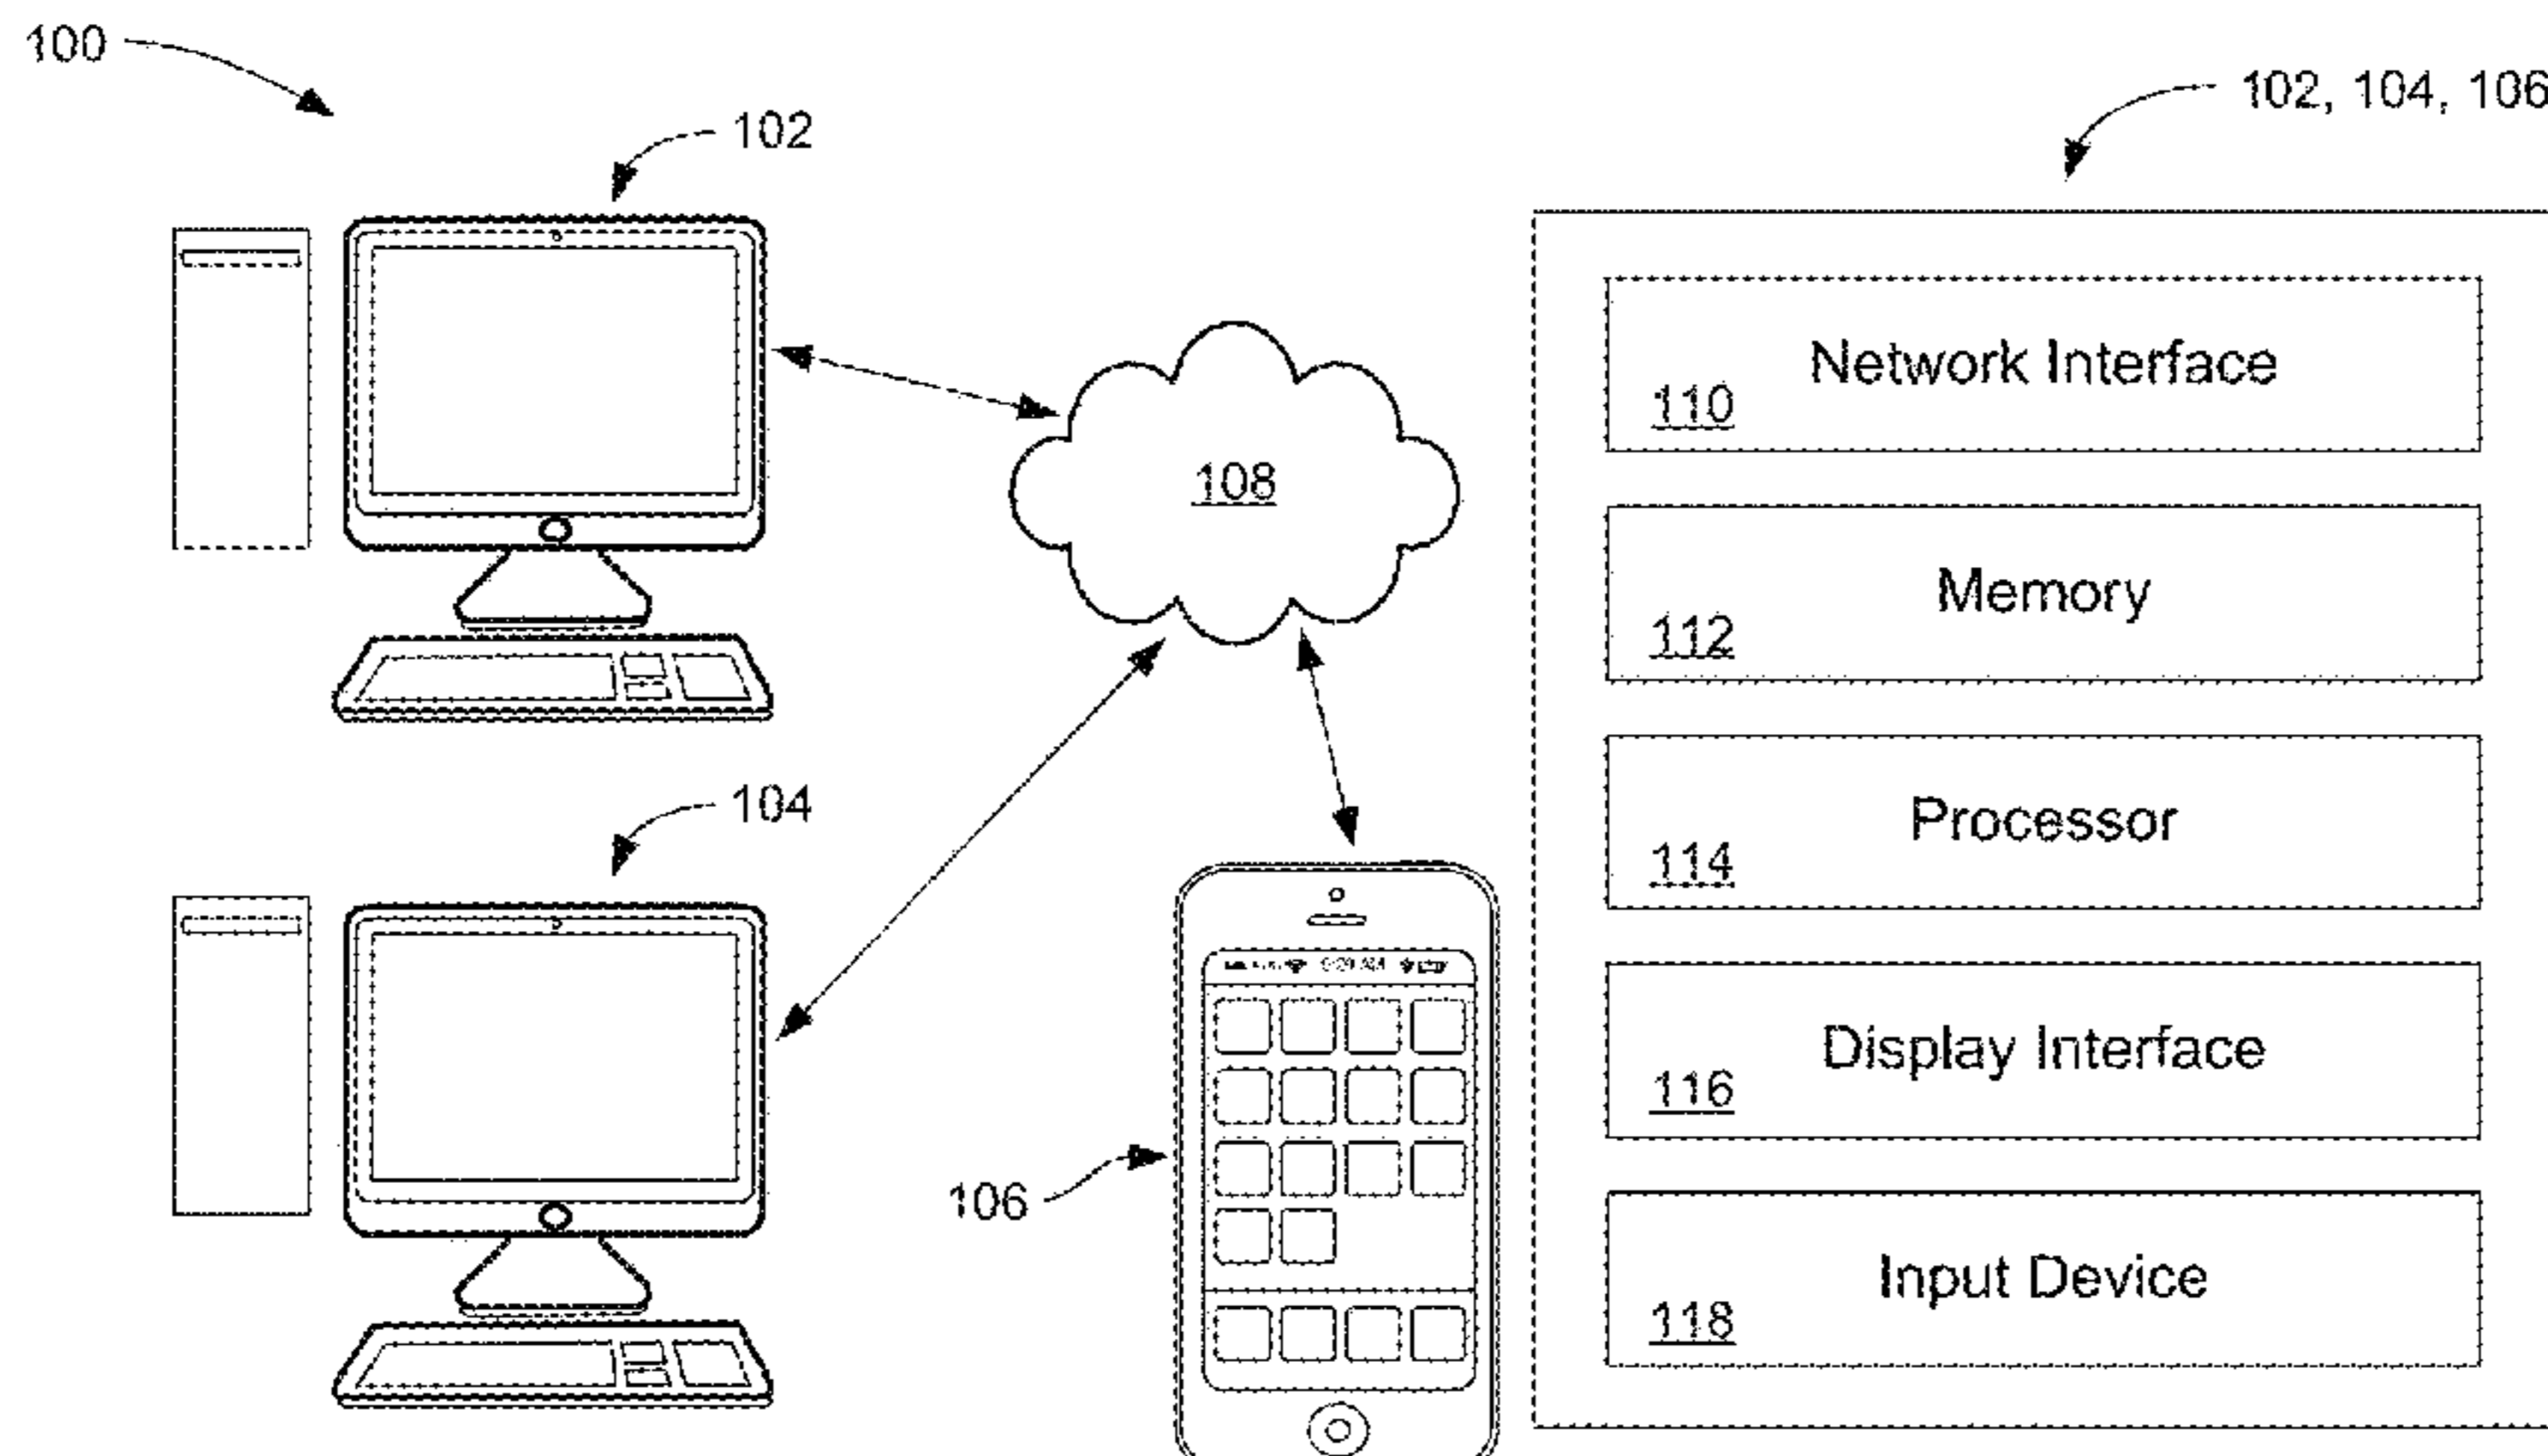 100
102, 104, 106
102
Network Interface
110
108
Memory
112
Processor
114
104
Display Interface
116
106
Input Device
118